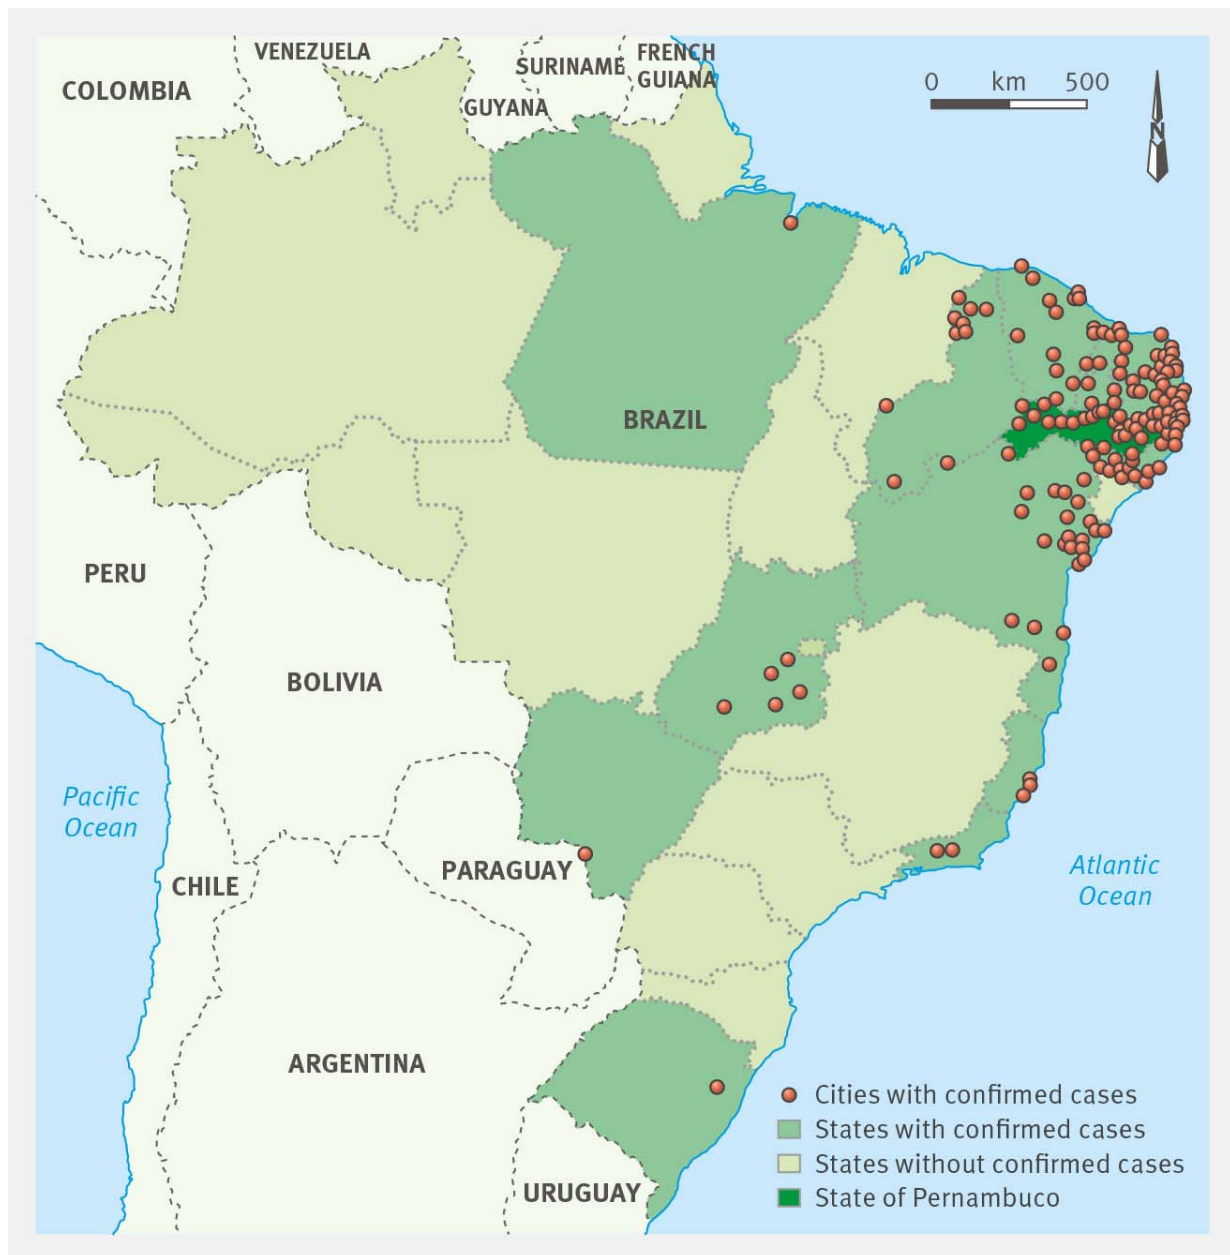 VENEZUELA
SURINAME
FRENCH
GUIANA
COLOMBIA
GUYANA
0 km 500
N
BRAZIL
PERU
BOLIVIA
Pacific
Ocean
PARAGUAY
CHILE
Atlantic
Ocean
ARGENTINA
URUGUAY
Cities with confirmed cases
States with confirmed cases
States without confirmed cases
State of Pernambuco